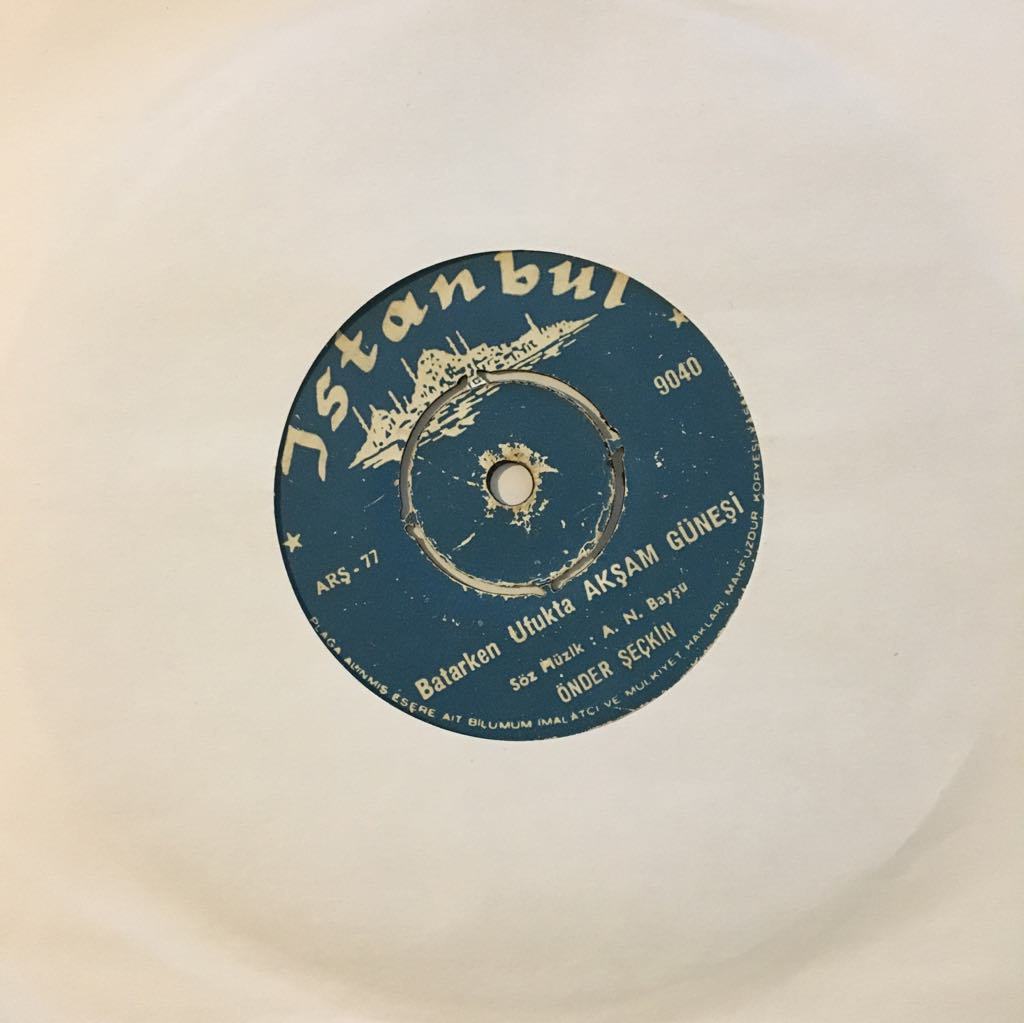 Istanbul
9040
ARŞ - 77
Batarken Ufukta AKŞAM GÜNEŞİ
Söz Müzik : A. N. Bayşu
ÖNDER ŞEÇKİN
PLAĞA ALINMIŞ ESERE AİT BİLUMUM İMALATÇI VE MÜLKİYET HAKLARI MAHFUZDUR KOPYESİ